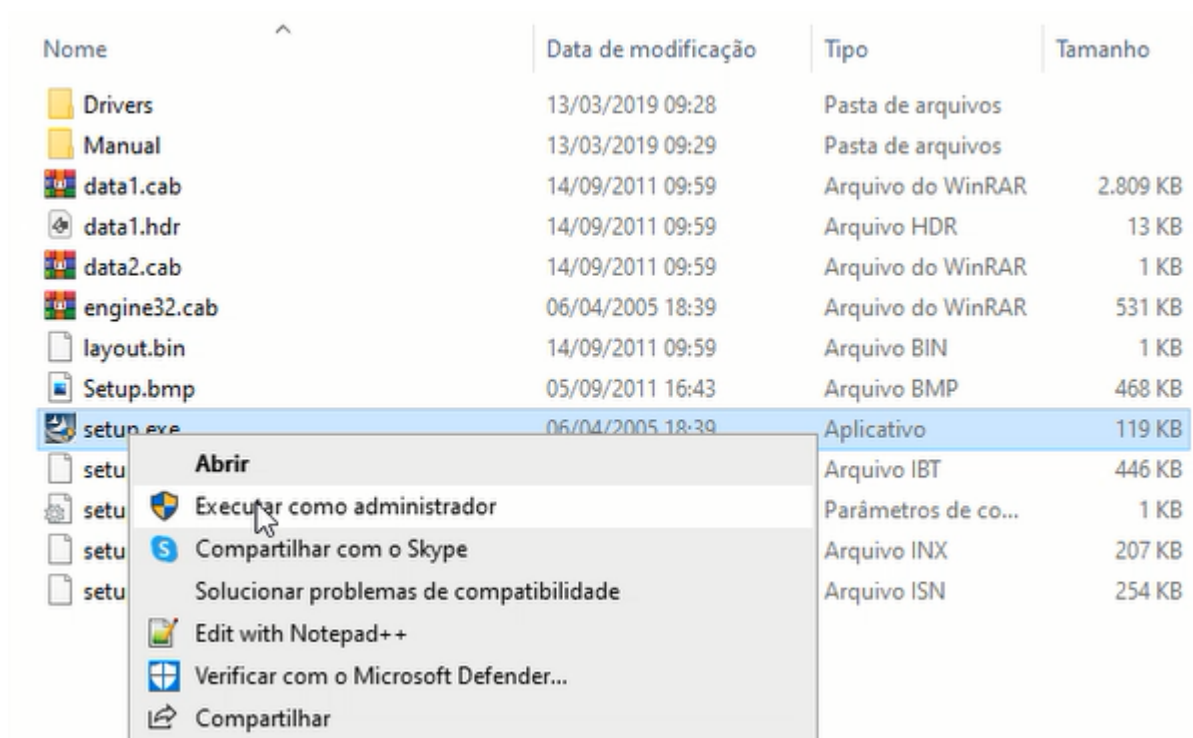 Nome Data de modificação Tipo Tamanho
Drivers 13/03/2019 09:28 Pasta de arquivos
Manual 13/03/2019 09:29 Pasta de arquivos
data1.cab 14/09/2011 09:59 Arquivo do WinRAR 2.809 KB
data1.hdr 14/09/2011 09:59 Arquivo HDR 13 KB
data2.cab 14/09/2011 09:59 Arquivo do WinRAR 1 KB
engine32.cab 06/04/2005 18:39 Arquivo do WinRAR 531 KB
layout.bin 14/09/2011 09:59 Arquivo BIN 1 KB
Setup.bmp 05/09/2011 16:43 Arquivo BMP 468 KB
setup.exe 06/04/2005 18:39 Aplicativo 119 KB
setu Arquivo IBT 446 KB
setu Parâmetros de co... 1 KB
setu Arquivo INX 207 KB
setu Arquivo ISN 254 KB
Abrir
Executar como administrador
Compartilhar com o Skype
Solucionar problemas de compatibilidade
Edit with Notepad++
Verificar com o Microsoft Defender...
Compartilhar